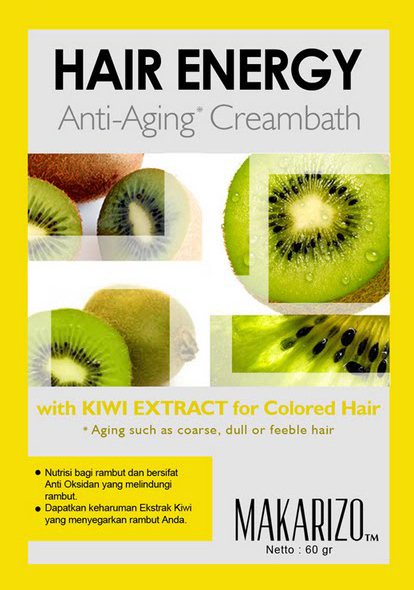 HAIR ENERGY
Anti-Aging* Creambath
with KIWI EXTRACT for Colored Hair
* Aging such as coarse, dull or feeble hair
● Nutrisi bagi rambut dan bersifat
Anti Oksidan yang melindungi
rambut.
● Dapatkan keharuman Ekstrak Kiwi
yang menyegarkan rambut Anda.
MAKARIZO™
Netto : 60 gr